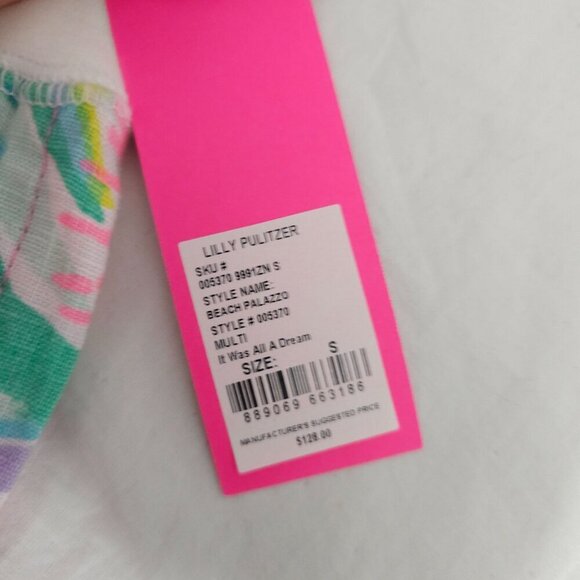 LILLY PULITZER
SKU #
005370 9991ZN S
STYLE NAME:
BEACH PALAZZO
STYLE # 005370
MULTI
It Was All A Dream
SIZE: S
889069 663186
MANUFACTURER'S SUGGESTED PRICE
$128.00